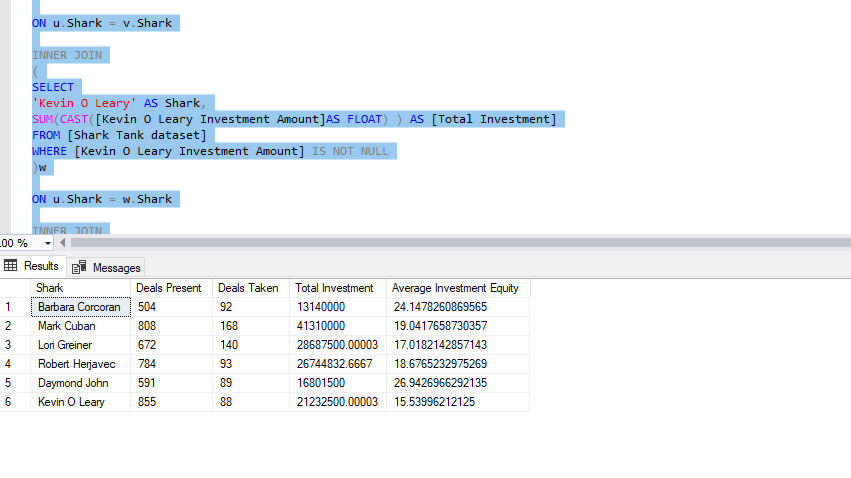 ON u.Shark = v.Shark
INNER JOIN
(
SELECT
'Kevin O Leary' AS Shark,
SUM(CAST([Kevin O Leary Investment Amount]AS FLOAT) ) AS [Total Investment]
FROM [Shark Tank dataset]
WHERE [Kevin O Leary Investment Amount] IS NOT NULL
)w
ON u.Shark = w.Shark
INNER JOIN
.00 %
Results Messages
Shark Deals Present Deals Taken Total Investment Average Investment Equity
1 Barbara Corcoran 504 92 13140000 24.1478260869565
2 Mark Cuban 808 168 41310000 19.0417658730357
3 Lori Greiner 672 140 28687500.00003 17.0182142857143
4 Robert Herjavec 784 93 26744832.6667 18.6765232975269
5 Daymond John 591 89 16801500 26.9426966292135
6 Kevin O Leary 855 88 21232500.00003 15.53996212125